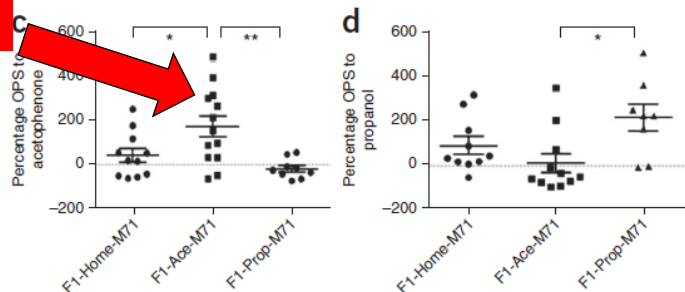 c
Percentage OPS to
acetophenone
600
400
200
0
−200
*
**
F1-Home-M71
F1-Ace-M71
F1-Prop-M71
d
Percentage OPS to
propanol
600
400
200
0
−200
*
F1-Home-M71
F1-Ace-M71
F1-Prop-M71